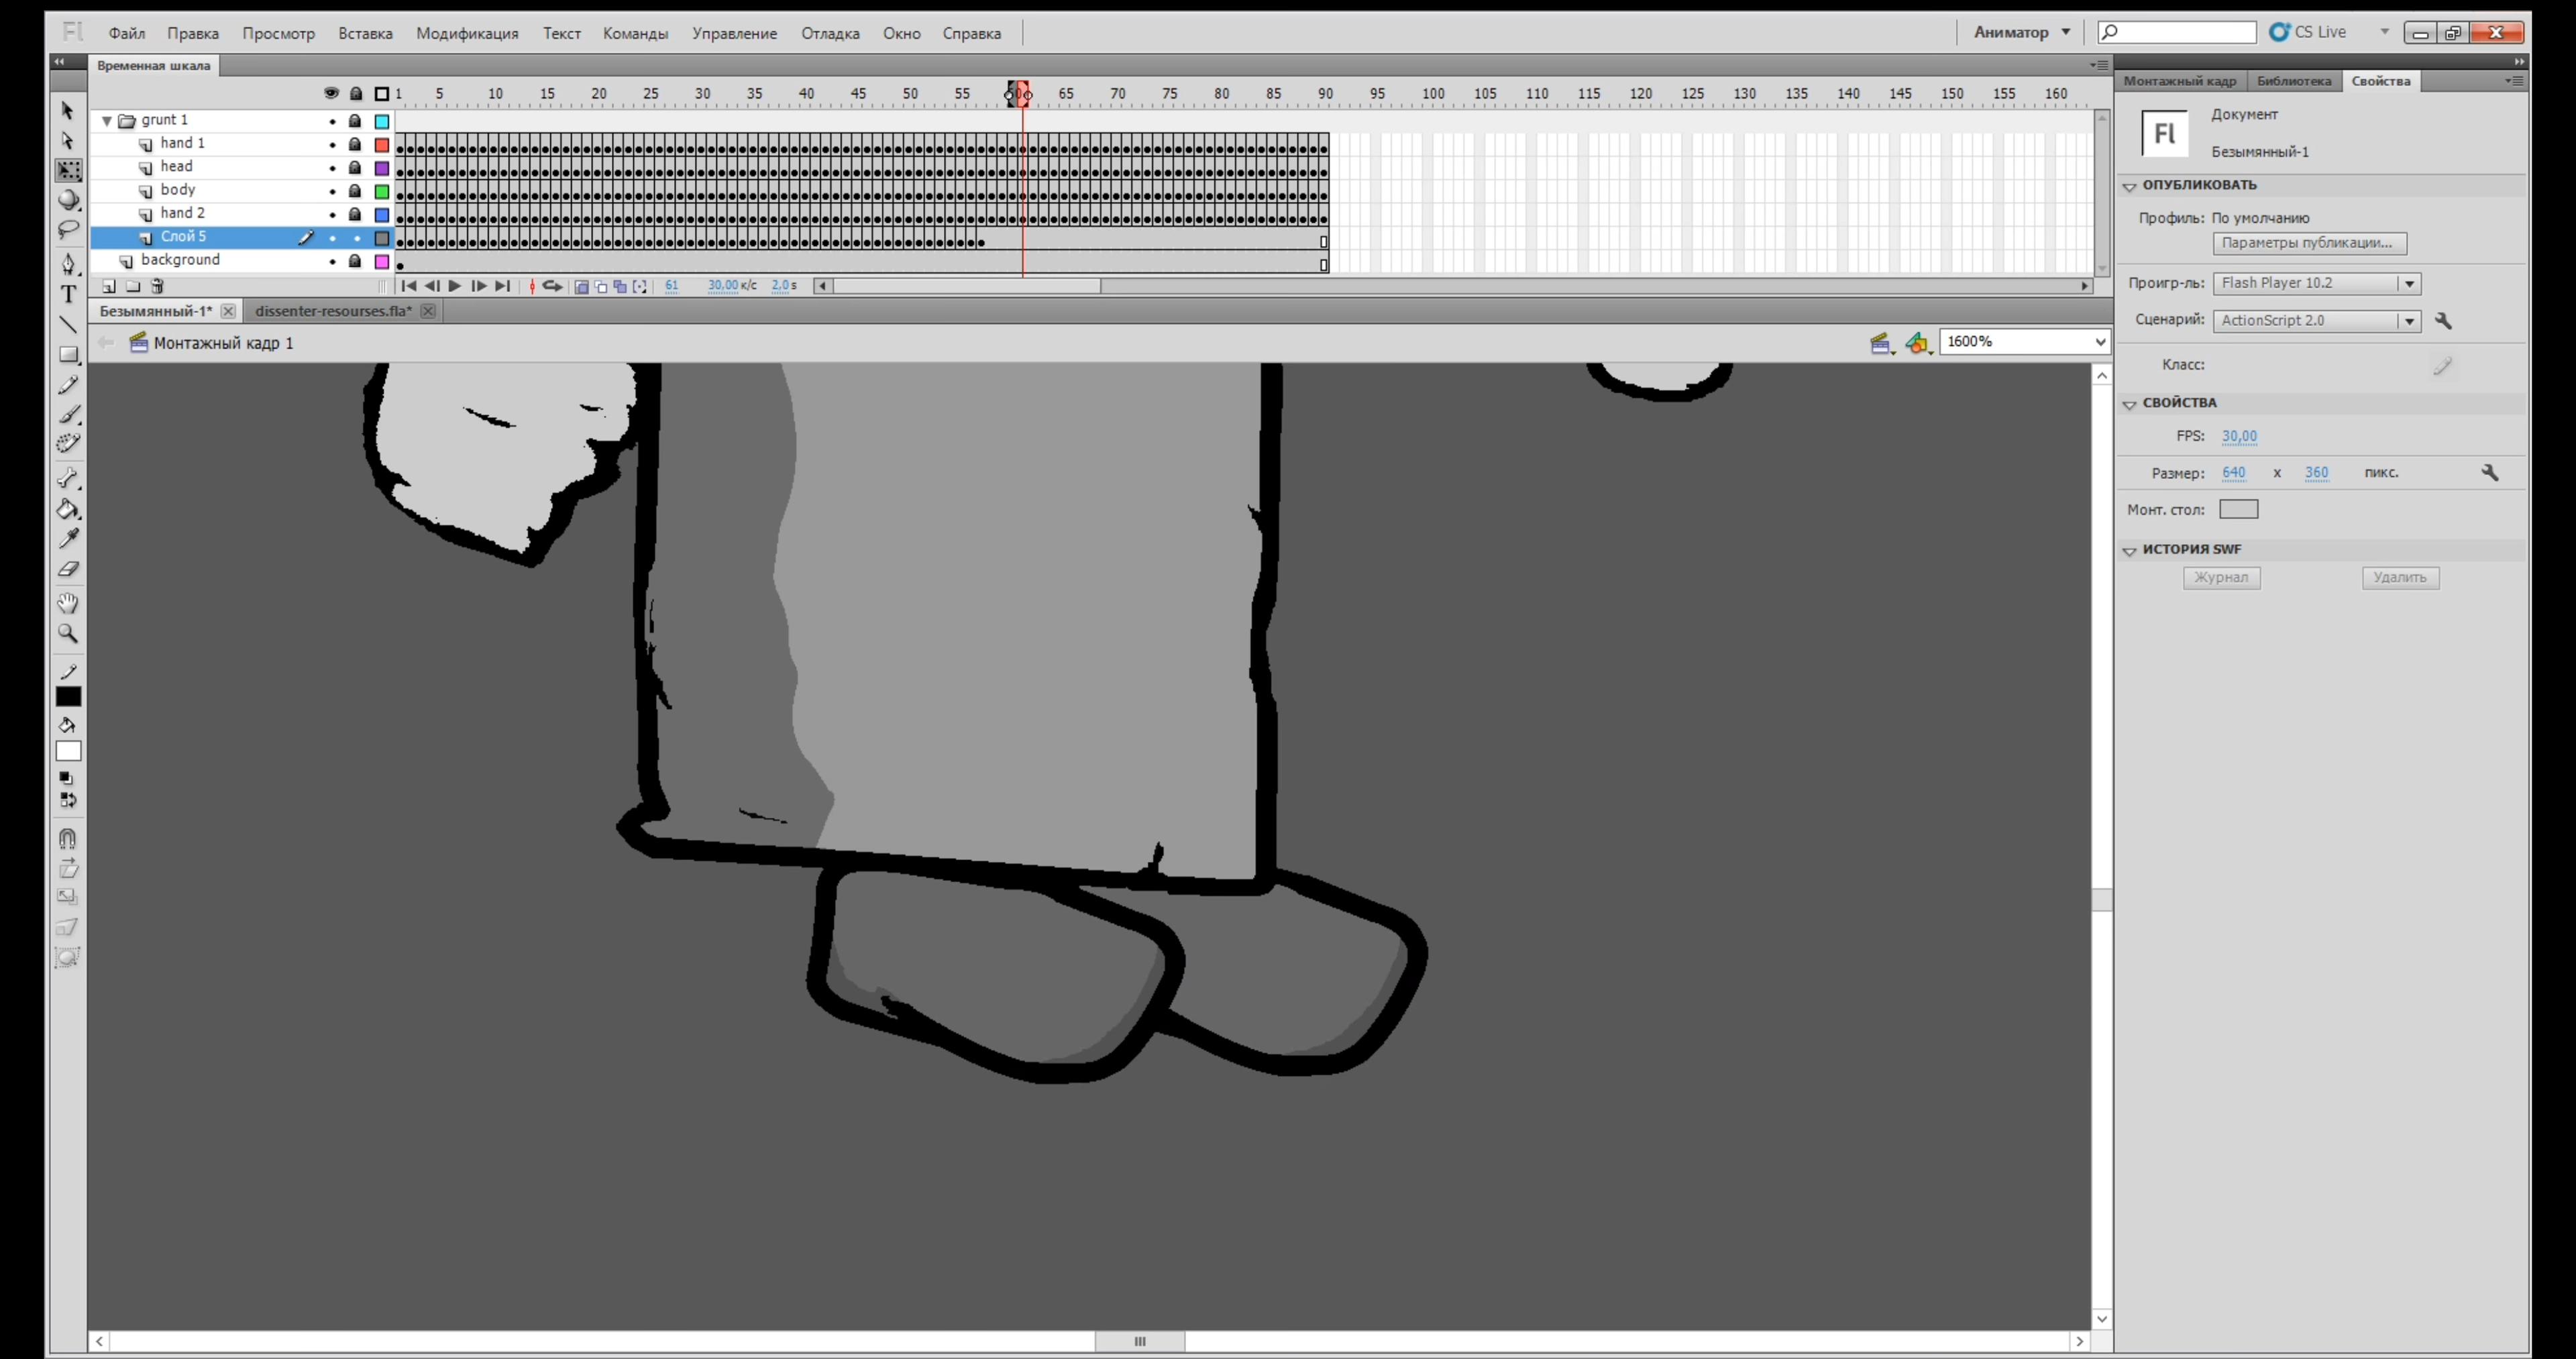 Fl Файл Правка Просмотр Вставка Модификация Текст Команды Управление Отладка Окно Справка Аниматор CS Live
Временная шкала
Монтажный кадр Библиотека Свойства
1 5 10 15 20 25 30 35 40 45 50 55 65 70 75 80 85 90 95 100 105 110 115 120 125 130 135 140 145 150 155 160
grunt 1
hand 1
head
body
hand 2
Слой 5
background
61 30,00 к/с 2,0 s
Безымянный-1* dissenter-resourses.fla*
Монтажный кадр 1 1600%
T
Fl
Документ
Безымянный-1
ОПУБЛИКОВАТЬ
Профиль: По умолчанию
Параметры публикации...
Проигр-ль: Flash Player 10.2
Сценарий: ActionScript 2.0
Класс:
СВОЙСТВА
FPS: 30,00
Размер: 640 x 360 пикс.
Монт. стол:
ИСТОРИЯ SWF
Журнал Удалить